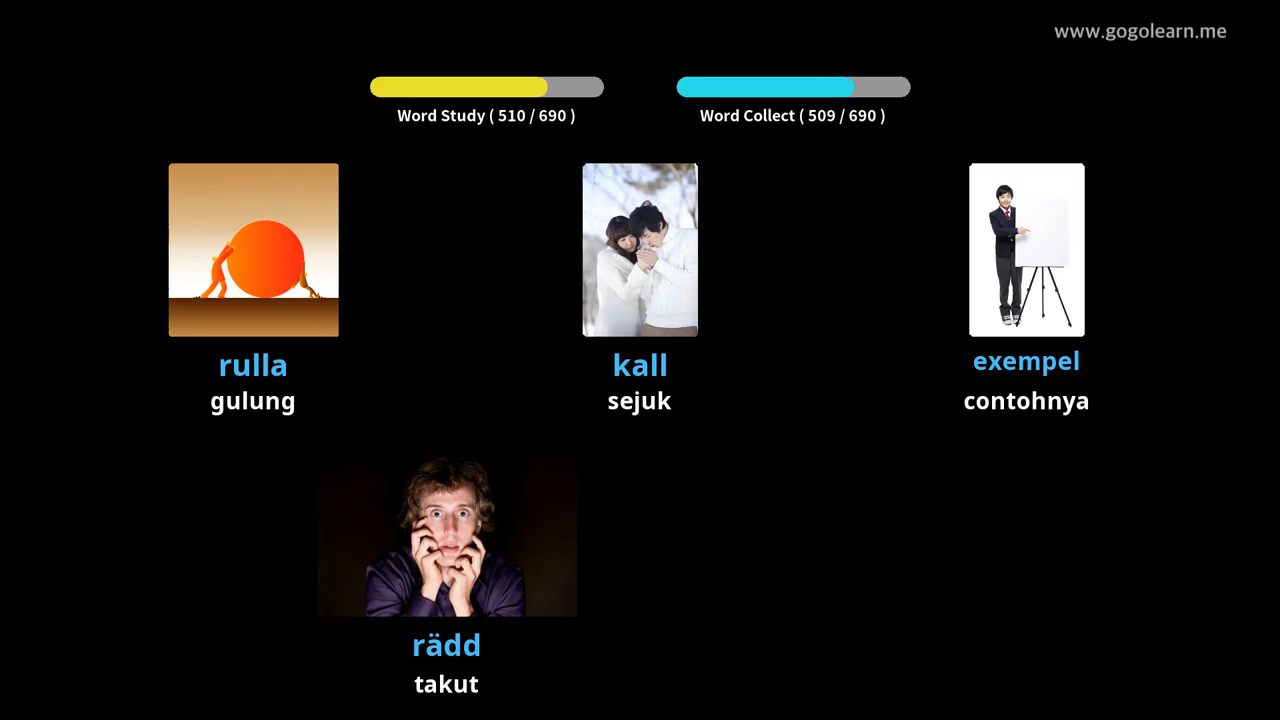 www.gogolearn.me
Word Study ( 510 / 690 )
Word Collect ( 509 / 690 )
rulla
gulung
kall
sejuk
exempel
contohnya
rädd
takut